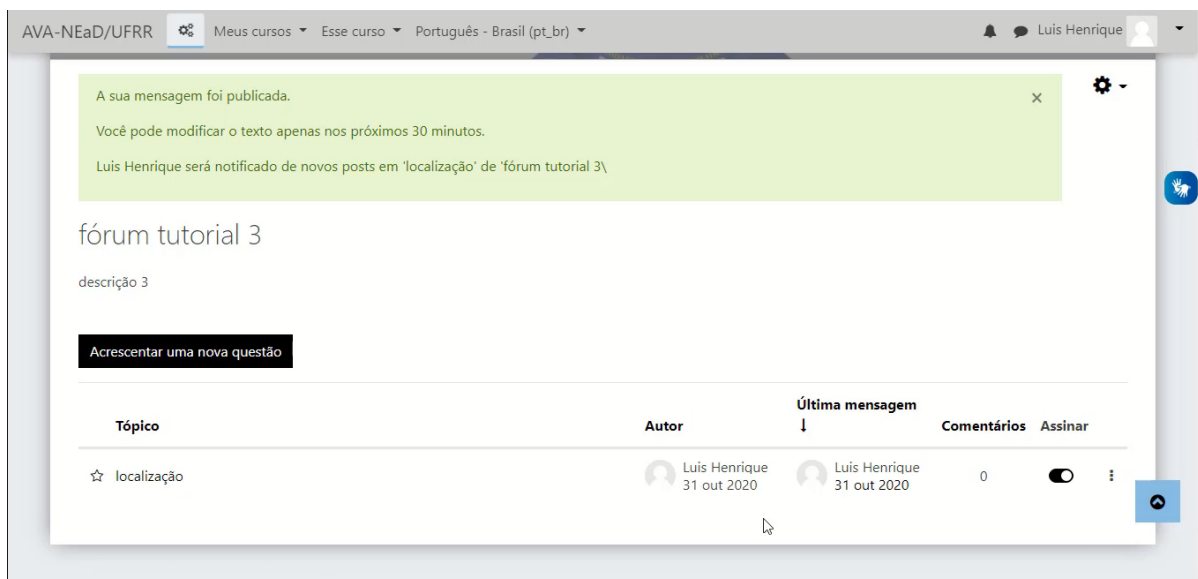 AVA-NEaD/UFRR Meus cursos Esse curso Português - Brasil (pt_br) Luis Henrique
A sua mensagem foi publicada.
Você pode modificar o texto apenas nos próximos 30 minutos.
Luis Henrique será notificado de novos posts em 'localização' de 'fórum tutorial 3\
fórum tutorial 3
descrição 3
Acrescentar uma nova questão
Tópico Autor Última mensagem Comentários Assinar
localização Luis Henrique Luis Henrique 0
31 out 2020 31 out 2020